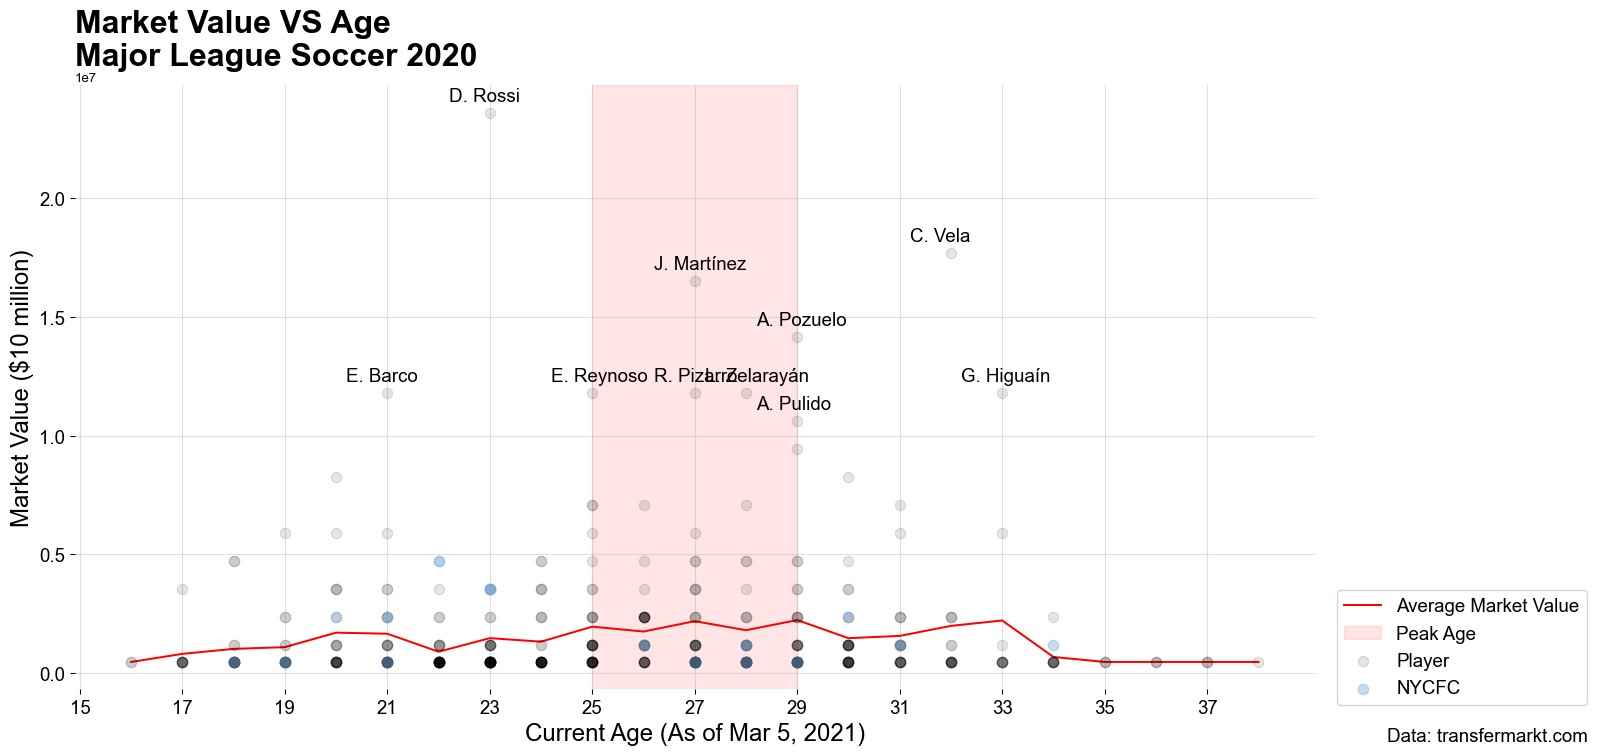 Market Value VS Age
Major League Soccer 2020
1e7
D. Rossi
2.0
C. Vela
J. Martínez
1.5
A. Pozuelo
E. Barco
E. Reynoso
R. Pizarro
L. Zelarayán
G. Higuaín
A. Pulido
1.0
Market Value ($10 million)
0.5
0.0
Average Market Value
Peak Age
Player
NYCFC
15 17 19 21 23 25 27 29 31 33 35 37
Current Age (As of Mar 5, 2021)
Data: transfermarkt.com